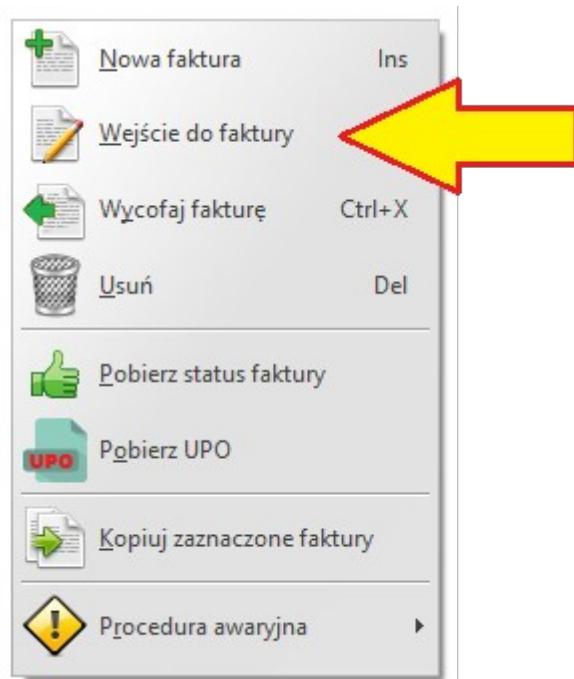 Nowa faktura Ins
Wejście do faktury
Wycofaj fakturę Ctrl+X
Usuń Del
Pobierz status faktury
UPO Pobierz UPO
Kopiuj zaznaczone faktury
Procedura awaryjna